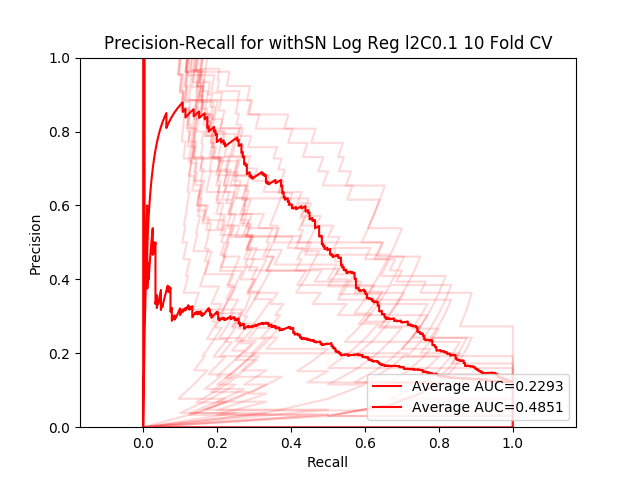 Precision-Recall for withSN Log Reg l2C0.1 10 Fold CV
1.0
0.8
0.6
0.4
0.2
0.0
Precision
0.0 0.2 0.4 0.6 0.8 1.0
Recall
Average AUC=0.2293
Average AUC=0.4851